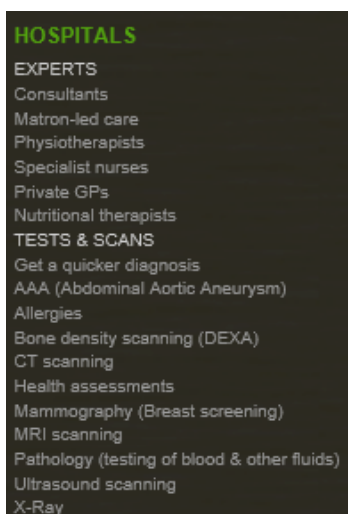 HOSPITALS
EXPERTS
Consultants
Matron-led care
Physiotherapists
Specialist nurses
Private GPs
Nutritional therapists
TESTS & SCANS
Get a quicker diagnosis
AAA (Abdominal Aortic Aneurysm)
Allergies
Bone density scanning (DEXA)
CT scanning
Health assessments
Mammography (Breast screening)
MRI scanning
Pathology (testing of blood & other fluids)
Ultrasound scanning
X-Ray